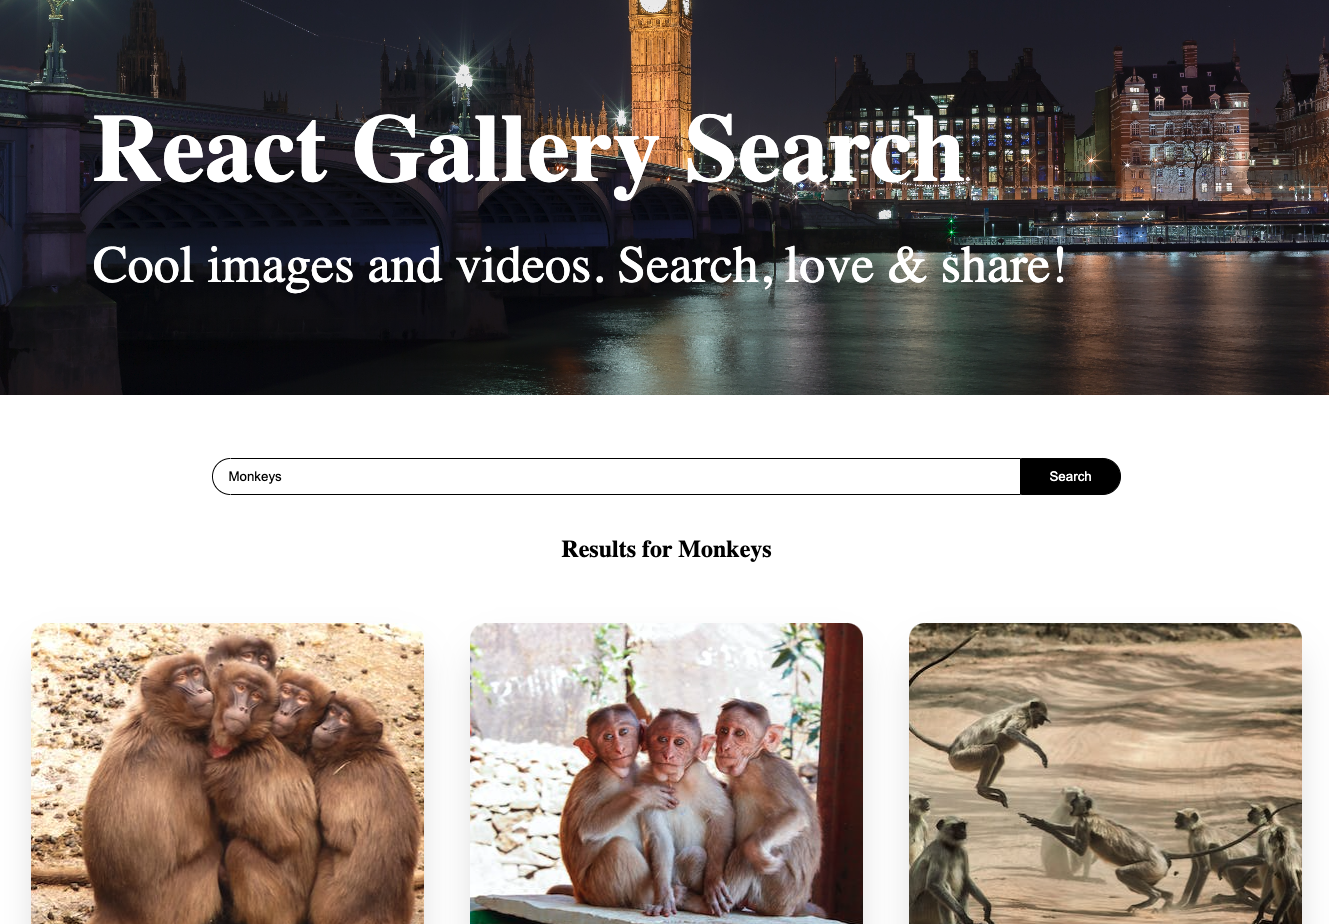 React Gallery Search
Cool images and videos. Search, love & share!
Monkeys
Search
Results for Monkeys